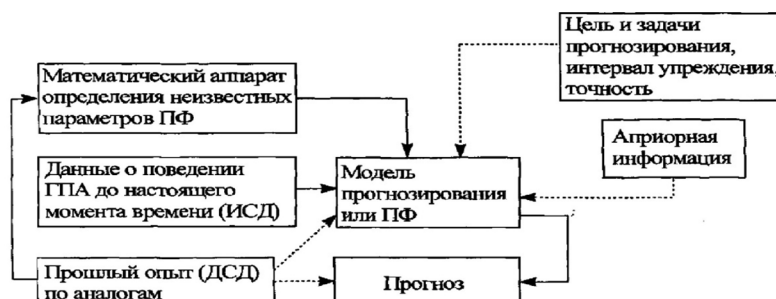 Цель и задачи
прогнозирования,
интервал упреждения,
точность
Математический аппарат
определения неизвестных
параметров ПФ
Априорная
информация
Данные о поведении
ГПА до настоящего
момента времени (ИСД)
Модель
прогнозирования
или ПФ
Прошлый опыт (ДСД)
по аналогам
Прогноз